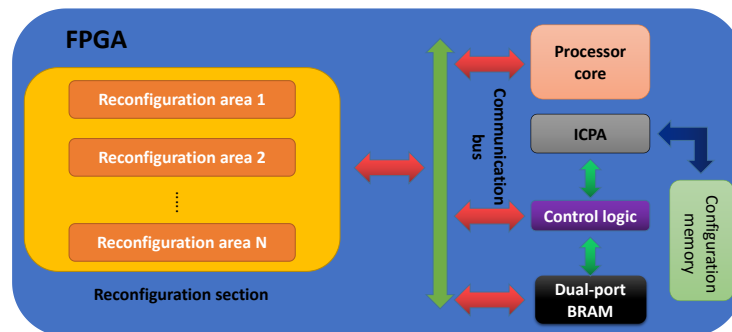 FPGA
Reconfiguration area 1
Reconfiguration area 2
......
Reconfiguration area N
Reconfiguration section
Communication
bus
Processor
core
ICPA
Control logic
Dual-port
BRAM
Configuration
memory